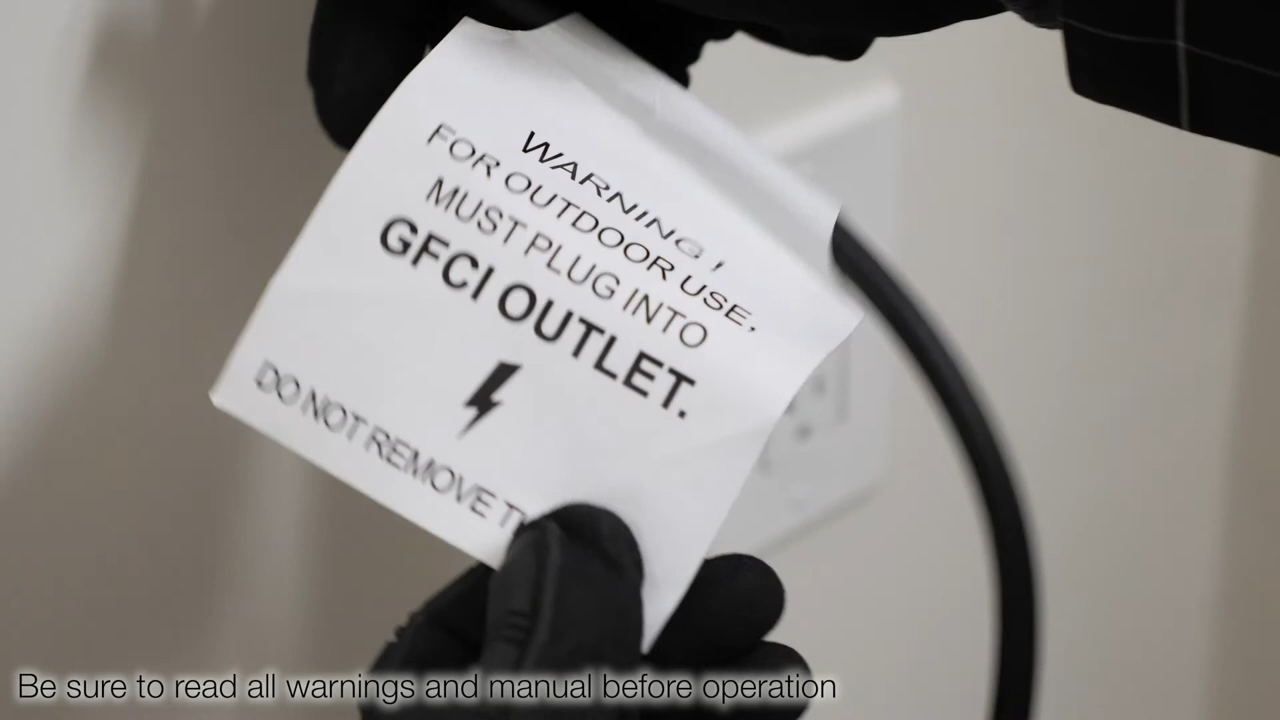 WARNING,
FOR OUTDOOR USE,
MUST PLUG INTO
GFCI OUTLET.
DO NOT REMOVE
Be sure to read all warnings and manual before operation